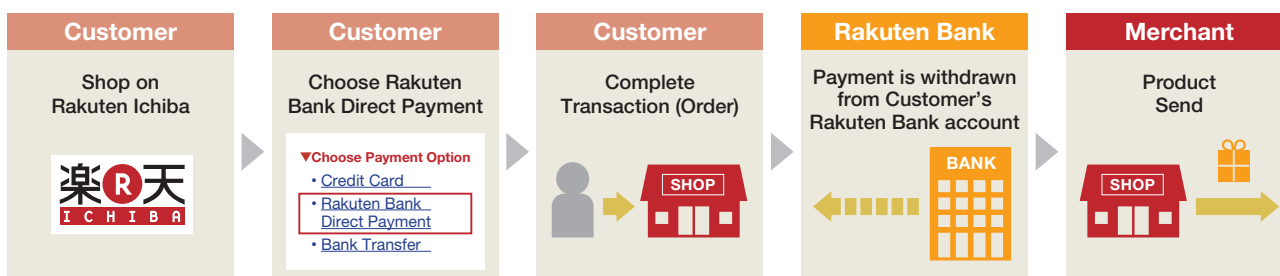 Customer
Shop on
Rakuten Ichiba
楽R天
ICHIBA
Customer
Choose Rakuten
Bank Direct Payment
▼Choose Payment Option
• Credit Card
• Rakuten Bank
Direct Payment
• Bank Transfer
Customer
Complete
Transaction (Order)
SHOP
Rakuten Bank
Payment is withdrawn
from Customer's
Rakuten Bank account
BANK
Merchant
Product
Send
SHOP